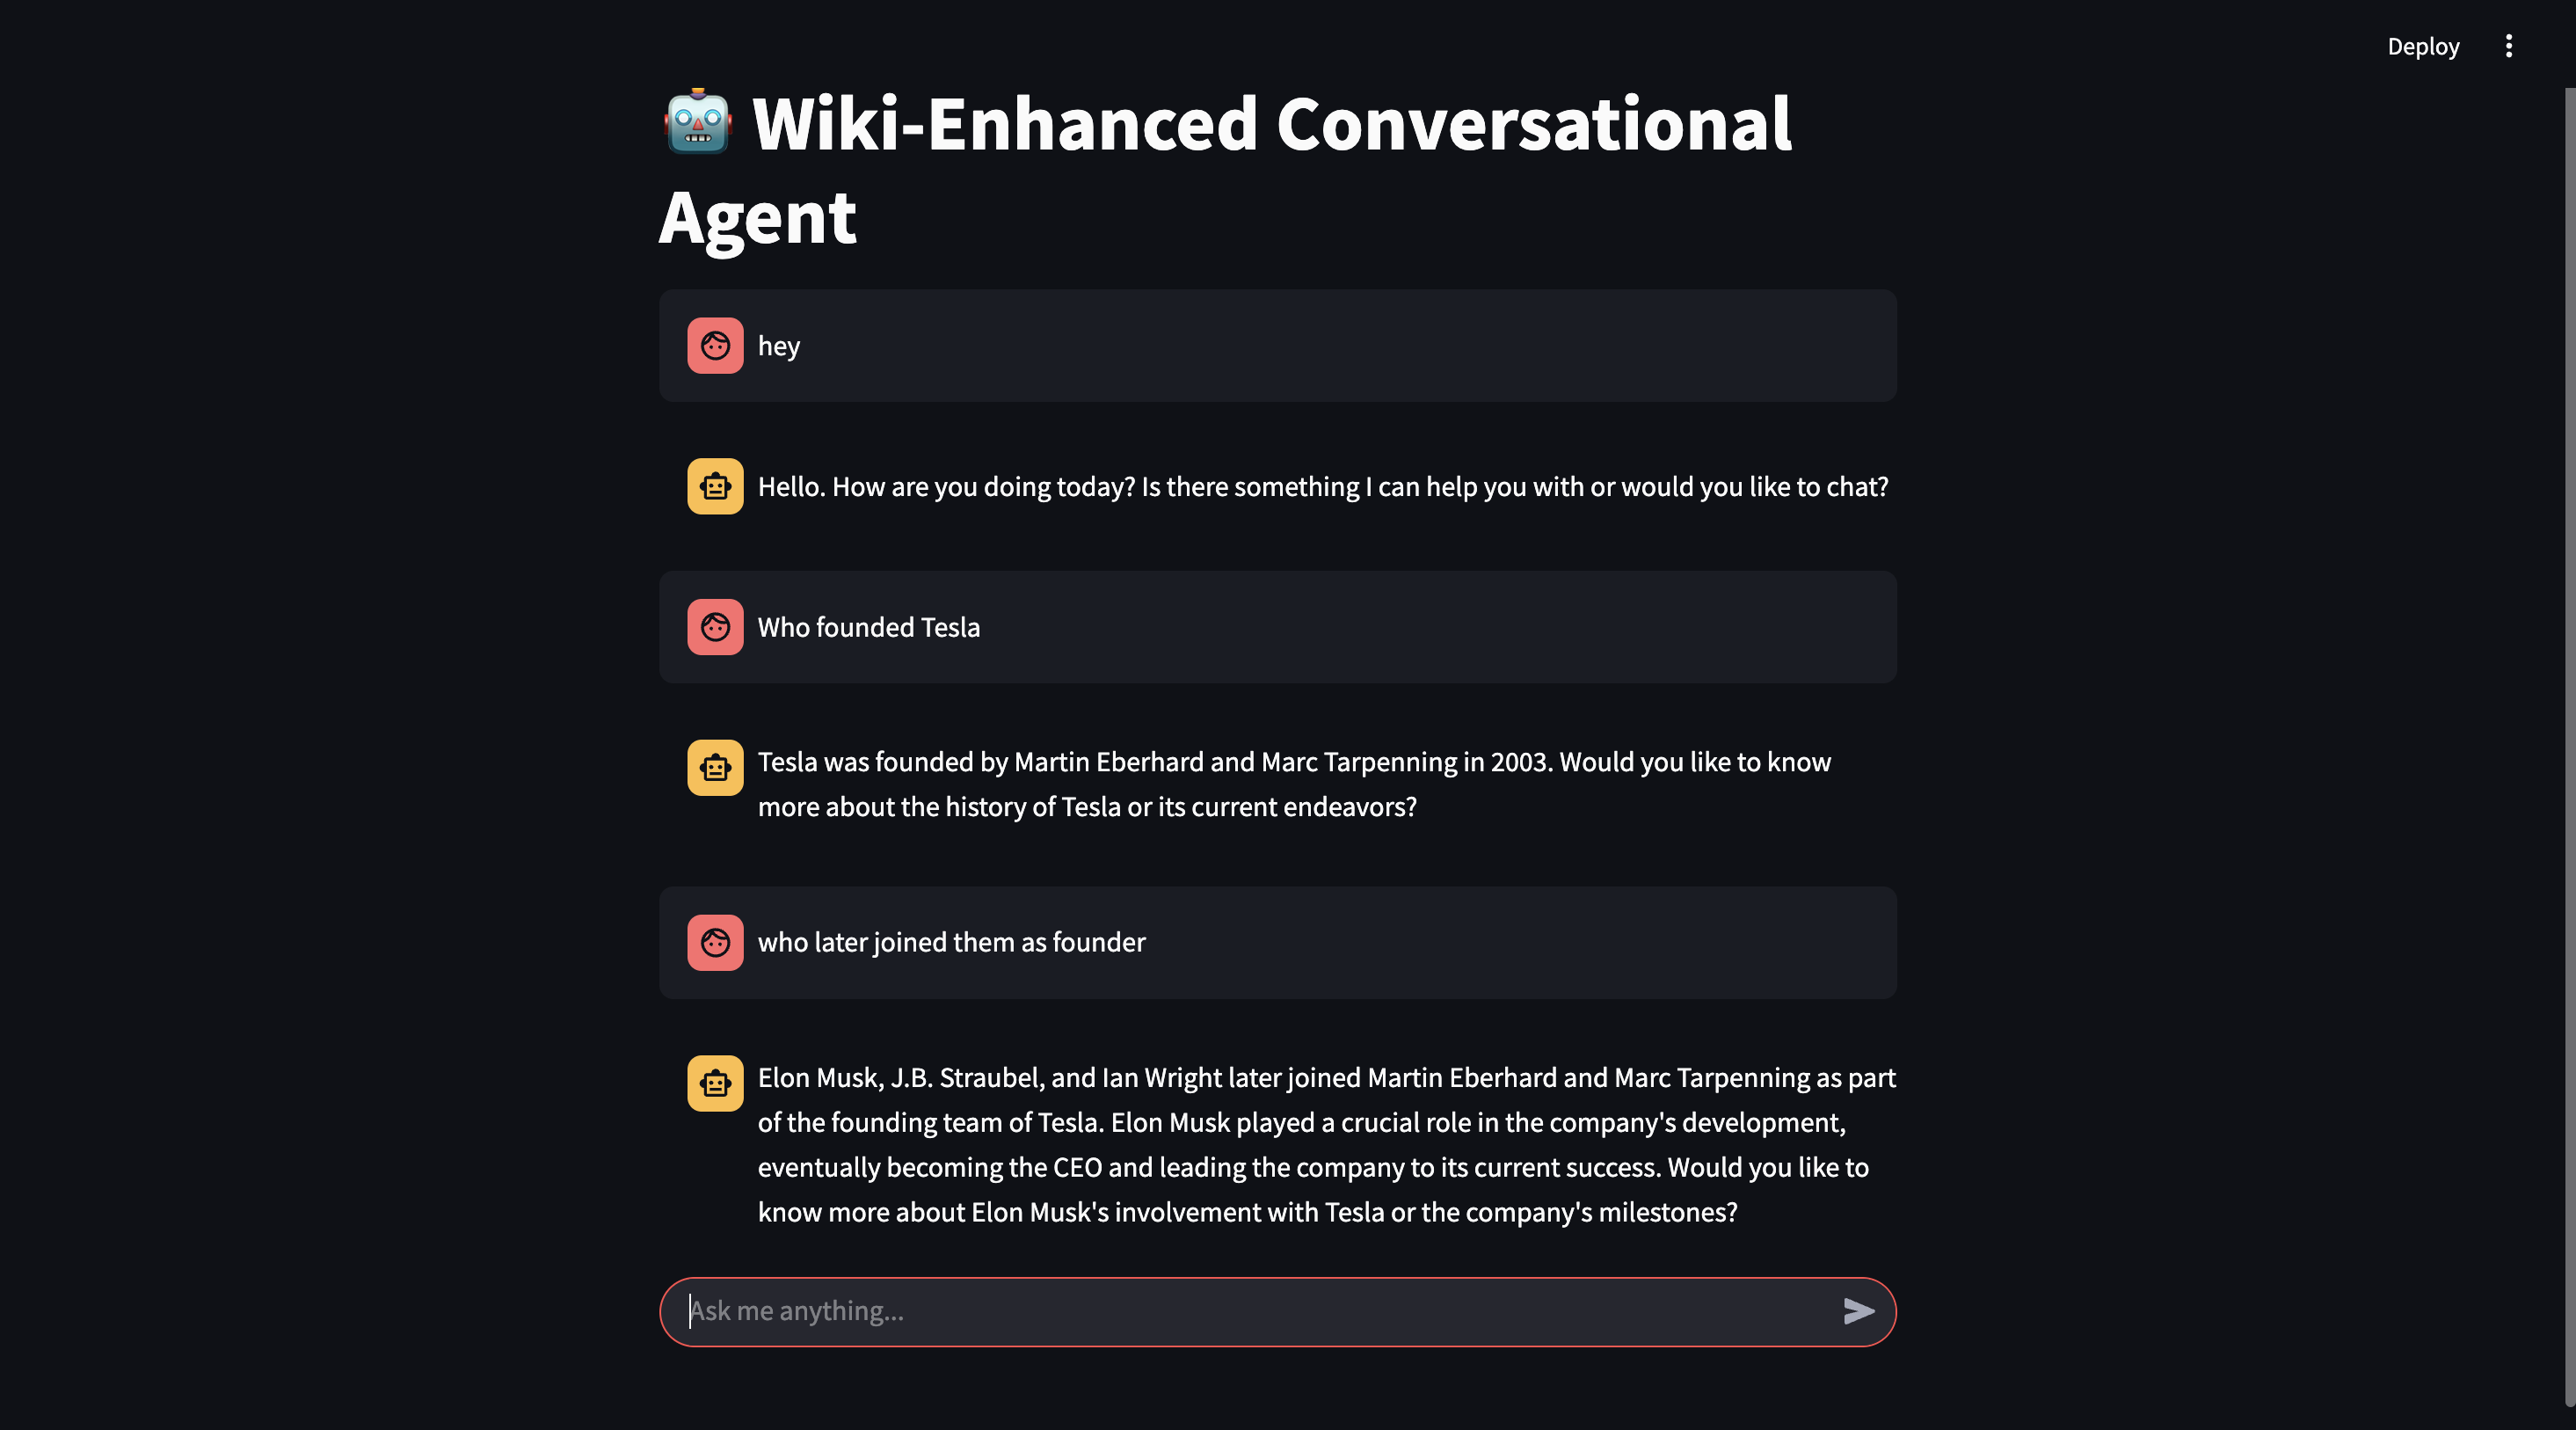 Deploy
Wiki-Enhanced Conversational
Agent
hey
Hello. How are you doing today? Is there something I can help you with or would you like to chat?
Who founded Tesla
Tesla was founded by Martin Eberhard and Marc Tarpenning in 2003. Would you like to know
more about the history of Tesla or its current endeavors?
who later joined them as founder
Elon Musk, J.B. Straubel, and Ian Wright later joined Martin Eberhard and Marc Tarpenning as part
of the founding team of Tesla. Elon Musk played a crucial role in the company's development,
eventually becoming the CEO and leading the company to its current success. Would you like to
know more about Elon Musk's involvement with Tesla or the company's milestones?
Ask me anything...